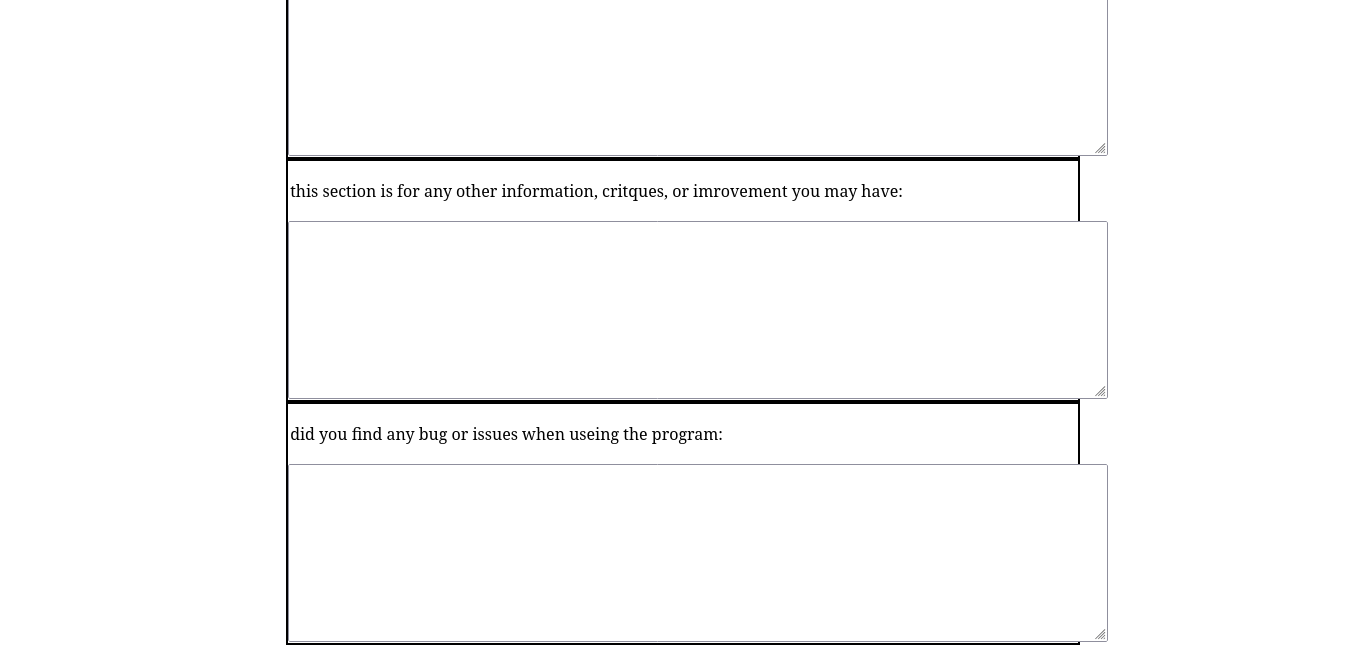 this section is for any other information, critques, or imrovement you may have:
did you find any bug or issues when useing the program: